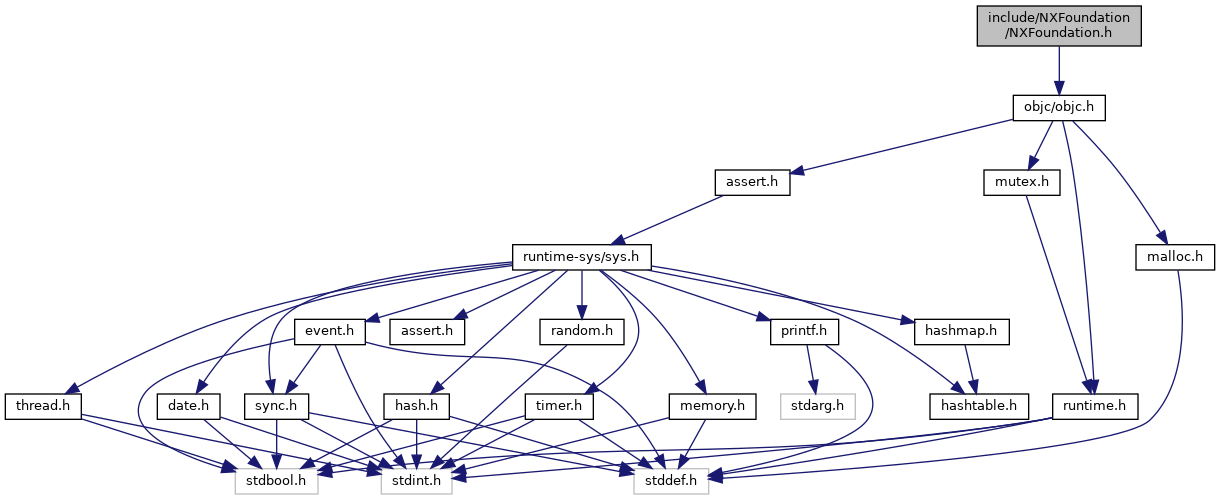 include/NXFoundation
/NXFoundation.h
objc/objc.h
assert.h
mutex.h
runtime-sys/sys.h
malloc.h
event.h
assert.h
random.h
printf.h
hashmap.h
thread.h
date.h
sync.h
hash.h
timer.h
memory.h
stdarg.h
hashtable.h
runtime.h
stdbool.h
stdint.h
stddef.h